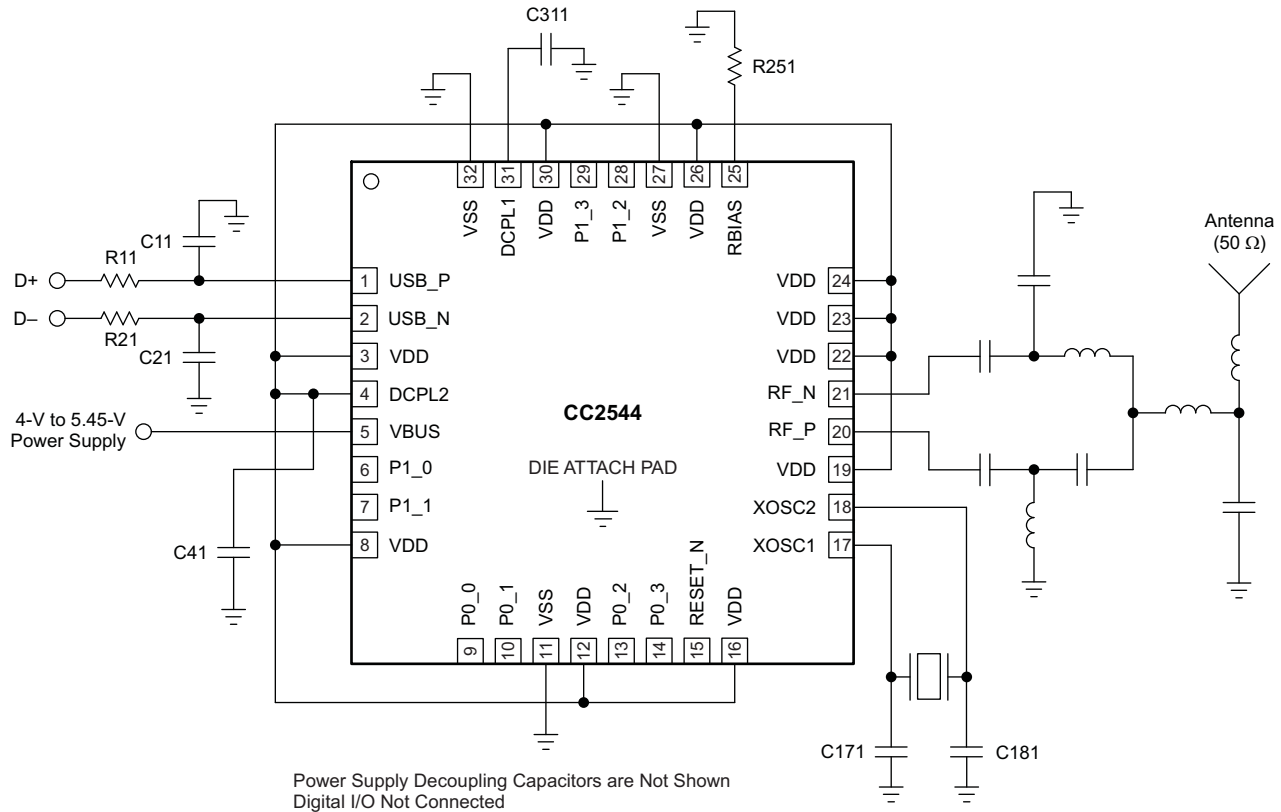 C311
R251
32
31
30
29
28
27
26
25
VSS
DCPL1
VDD
P1_3
P1_2
VSS
VDD
RBIAS
Antenna
(50 Ω)
C11
R11
D+
1 USB_P
D–
2 USB_N
R21
C21
3 VDD
4 DCPL2
4-V to 5.45-V
Power Supply
5 VBUS
6 P1_0
7 P1_1
C41
8 VDD
CC2544
DIE ATTACH PAD
VDD 24
VDD 23
VDD 22
RF_N 21
RF_P 20
VDD 19
XOSC2 18
XOSC1 17
P0_0
P0_1
VSS
VDD
P0_2
P0_3
RESET_N
VDD
9
10
11
12
13
14
15
16
C171
C181
Power Supply Decoupling Capacitors are Not Shown
Digital I/O Not Connected